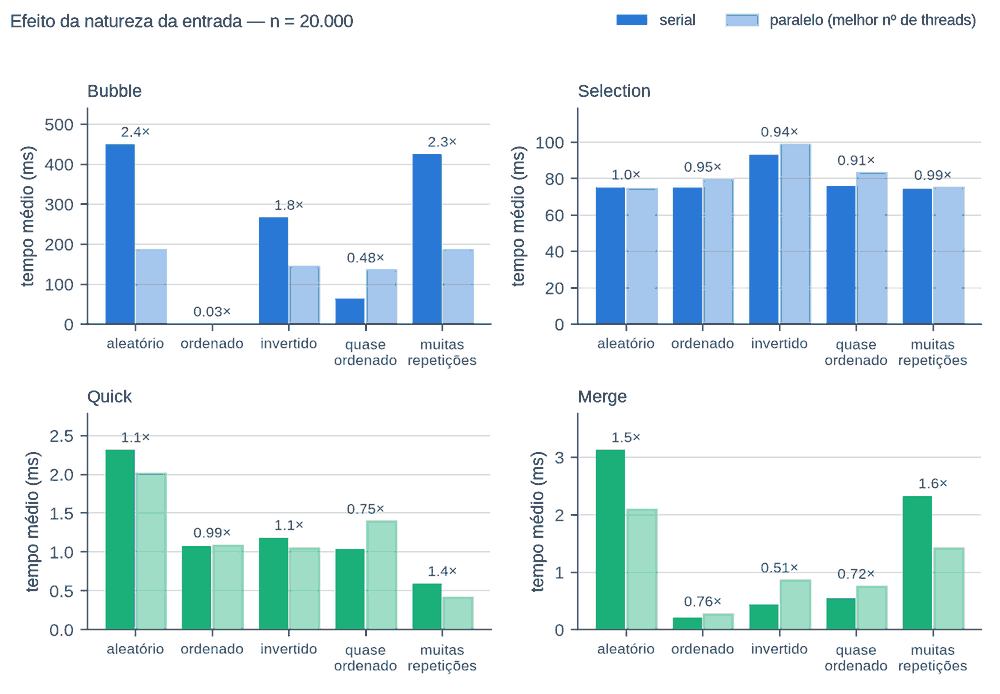 Efeito da natureza da entrada — n = 20.000
serial
paralelo (melhor nº de threads)
Bubble
tempo médio (ms)
500
400
300
200
100
0
2.4×
0.03×
1.8×
0.48×
2.3×
aleatório
ordenado
invertido
quase
ordenado
muitas
repetições
Selection
tempo médio (ms)
100
80
60
40
20
0
1.0×
0.95×
0.94×
0.91×
0.99×
aleatório
ordenado
invertido
quase
ordenado
muitas
repetições
Quick
tempo médio (ms)
2.5
2.0
1.5
1.0
0.5
0.0
1.1×
0.99×
1.1×
0.75×
1.4×
aleatório
ordenado
invertido
quase
ordenado
muitas
repetições
Merge
tempo médio (ms)
3
2
1
0
1.5×
0.76×
0.51×
0.72×
1.6×
aleatório
ordenado
invertido
quase
ordenado
muitas
repetições